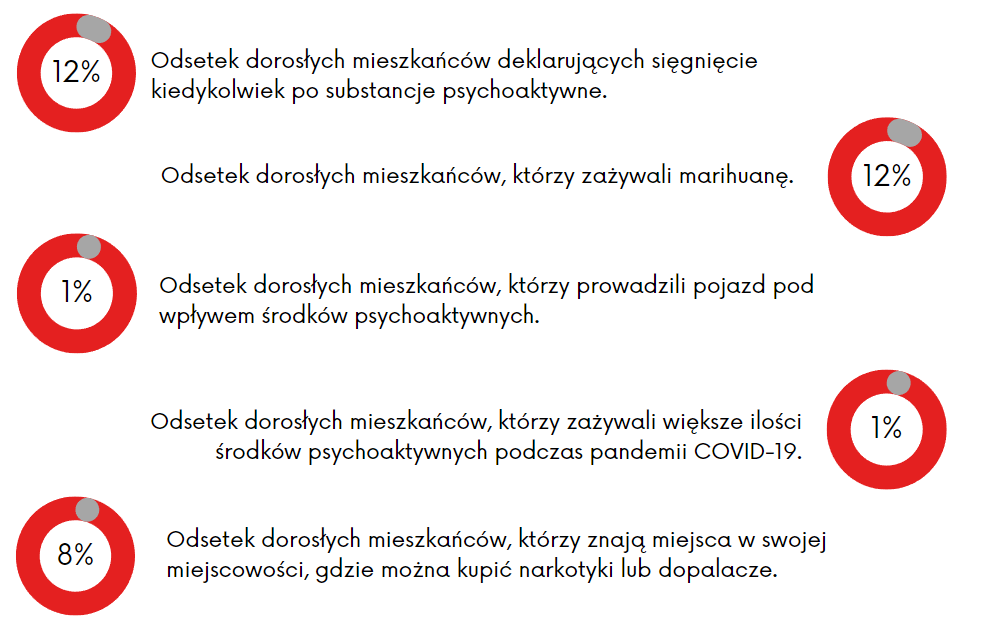 12%
Odsetek dorosłych mieszkańców deklarujących sięgnięcie
kiedykolwiek po substancje psychoaktywne.
Odsetek dorosłych mieszkańców, którzy zażywali marihuanę.
12%
1%
Odsetek dorosłych mieszkańców, którzy prowadzili pojazd pod
wpływem środków psychoaktywnych.
Odsetek dorosłych mieszkańców, którzy zażywali większe ilości
środków psychoaktywnych podczas pandemii COVID-19.
1%
8%
Odsetek dorosłych mieszkańców, którzy znają miejsca w swojej
miejscowości, gdzie można kupić narkotyki lub dopalacze.